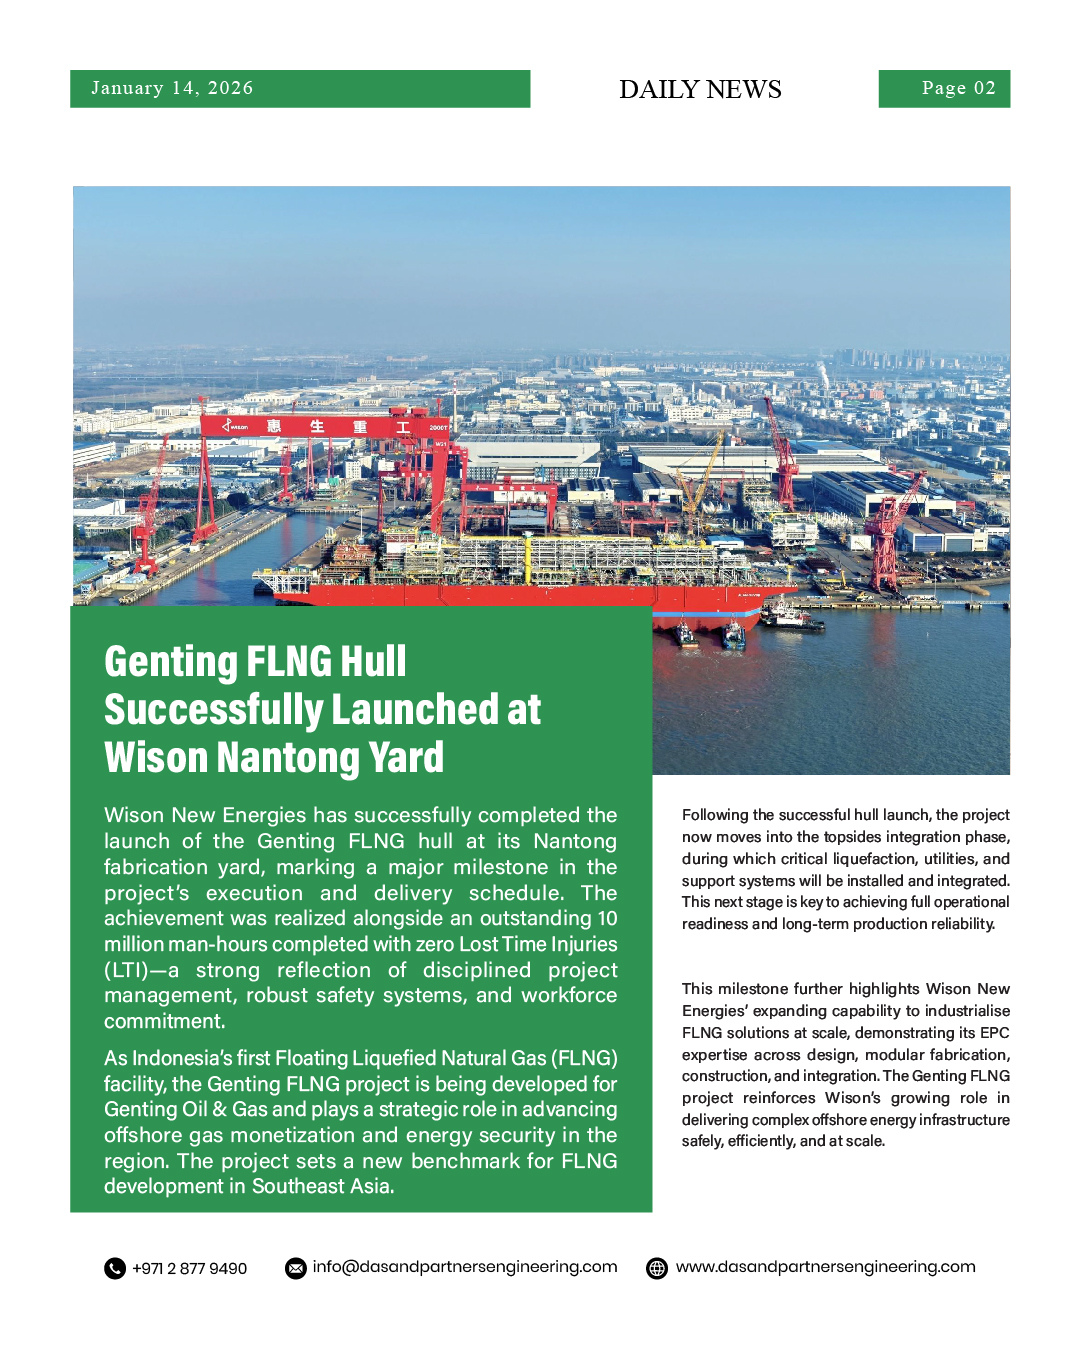 January 14, 2026
DAILY NEWS
Page 02
wison 惠生重工 2000T
Genting FLNG Hull
Successfully Launched at
Wison Nantong Yard
Wison New Energies has successfully completed the
launch of the Genting FLNG hull at its Nantong
fabrication yard, marking a major milestone in the
project’s execution and delivery schedule. The
achievement was realized alongside an outstanding 10
million man-hours completed with zero Lost Time Injuries
(LTI)—a strong reflection of disciplined project
management, robust safety systems, and workforce
commitment.
As Indonesia’s first Floating Liquefied Natural Gas (FLNG)
facility, the Genting FLNG project is being developed for
Genting Oil & Gas and plays a strategic role in advancing
offshore gas monetization and energy security in the
region. The project sets a new benchmark for FLNG
development in Southeast Asia.
Following the successful hull launch, the project
now moves into the topsides integration phase,
during which critical liquefaction, utilities, and
support systems will be installed and integrated.
This next stage is key to achieving full operational
readiness and long-term production reliability.
This milestone further highlights Wison New
Energies’ expanding capability to industrialise
FLNG solutions at scale, demonstrating its EPC
expertise across design, modular fabrication,
construction, and integration. The Genting FLNG
project reinforces Wison’s growing role in
delivering complex offshore energy infrastructure
safely, efficiently, and at scale.
+971 2 877 9490
info@dasandpartnersengineering.com
www.dasandpartnersengineering.com